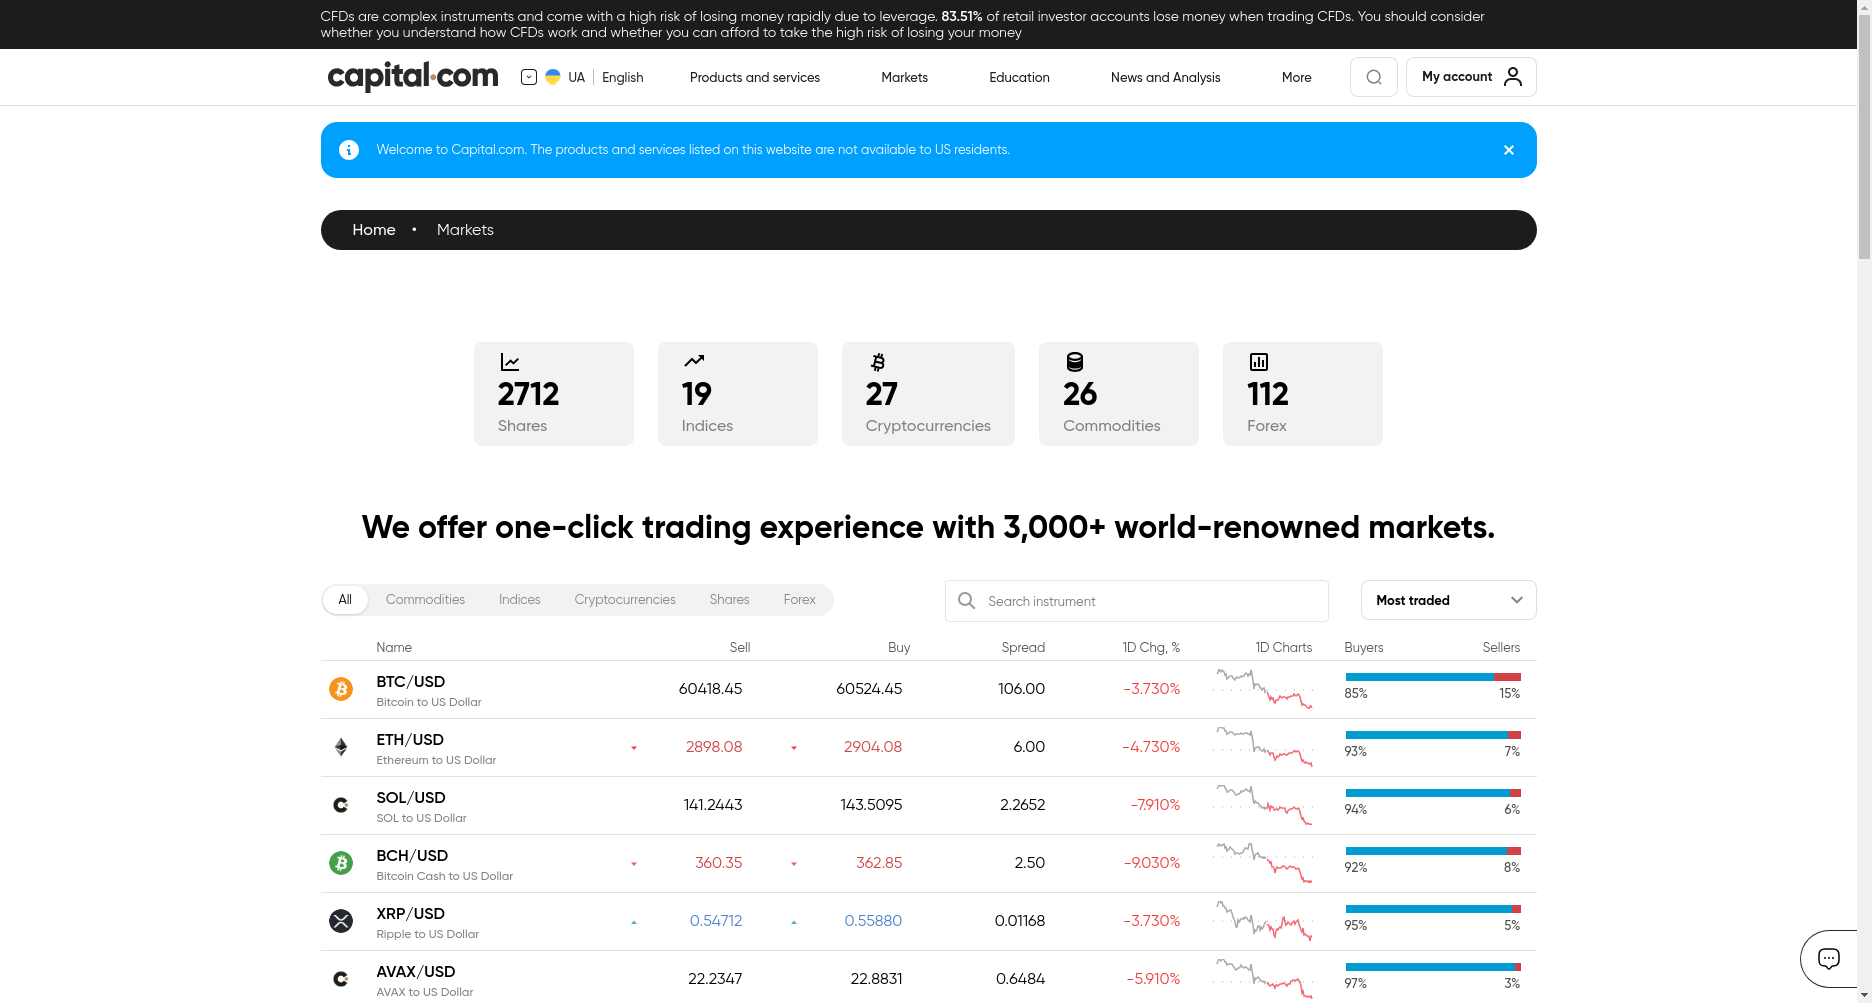 CFDs are complex instruments and come with a high risk of losing money rapidly due to leverage. 83.51% of retail investor accounts lose money when trading CFDs. You should consider
whether you understand how CFDs work and whether you can afford to take the high risk of losing your money
capital.com UA English Products and services Markets Education News and Analysis More My account
Welcome to Capital.com. The products and services listed on this website are not available to US residents.
Home • Markets
2712 19 27 26 112
Shares Indices Cryptocurrencies Commodities Forex
We offer one-click trading experience with 3,000+ world-renowned markets.
All Commodities Indices Cryptocurrencies Shares Forex Search instrument Most traded
Name Sell Buy Spread 1D Chg, % 1D Charts Buyers Sellers
BTC/USD 60418.45 60524.45 106.00 -3.730% 85% 15%
Bitcoin to US Dollar
ETH/USD 2898.08 2904.08 6.00 -4.730% 93% 7%
Ethereum to US Dollar
SOL/USD 141.2443 143.5095 2.2652 -7.910% 94% 6%
SOL to US Dollar
BCH/USD 360.35 362.85 2.50 -9.030% 92% 8%
Bitcoin Cash to US Dollar
XRP/USD 0.54712 0.55880 0.01168 -3.730% 95% 5%
Ripple to US Dollar
AVAX/USD 22.2347 22.8831 0.6484 -5.910% 97% 3%
AVAX to US Dollar